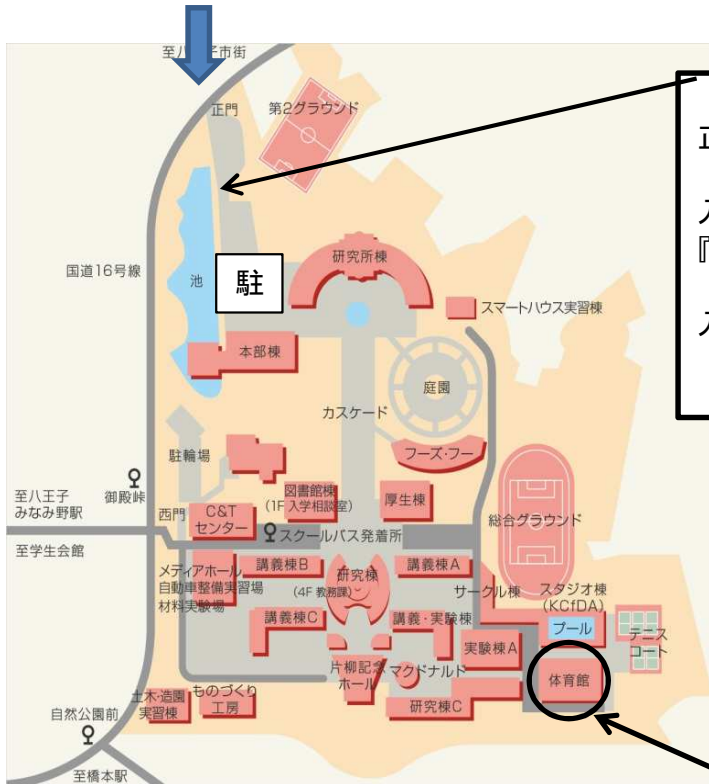 至八王子市街
正門
第2グラウンド
国道16号線
池
駐
研究所棟
スマートハウス実習棟
本部棟
庭園
カスケード
駐輪場
フーズ・フー
至八王子
みなみ野駅
御殿峠
西門
C&T
センター
図書館棟
(1F 入学相談室)
厚生棟
総合グラウンド
スクールバス発着所
至学生会館
メディアホール
自動車整備実習場
材料実験場
講義棟B
研究棟
(4F 教務課)
講義棟A
サークル棟
スタジオ棟
(KCfDA)
プール
テニス
コート
講義棟C
講義・実験棟
実験棟A
片柳記念
ホール
マクドナルド
体育館
土木・造園
実習棟
ものづくり
工房
研究棟C
自然公園前
至橋本駅